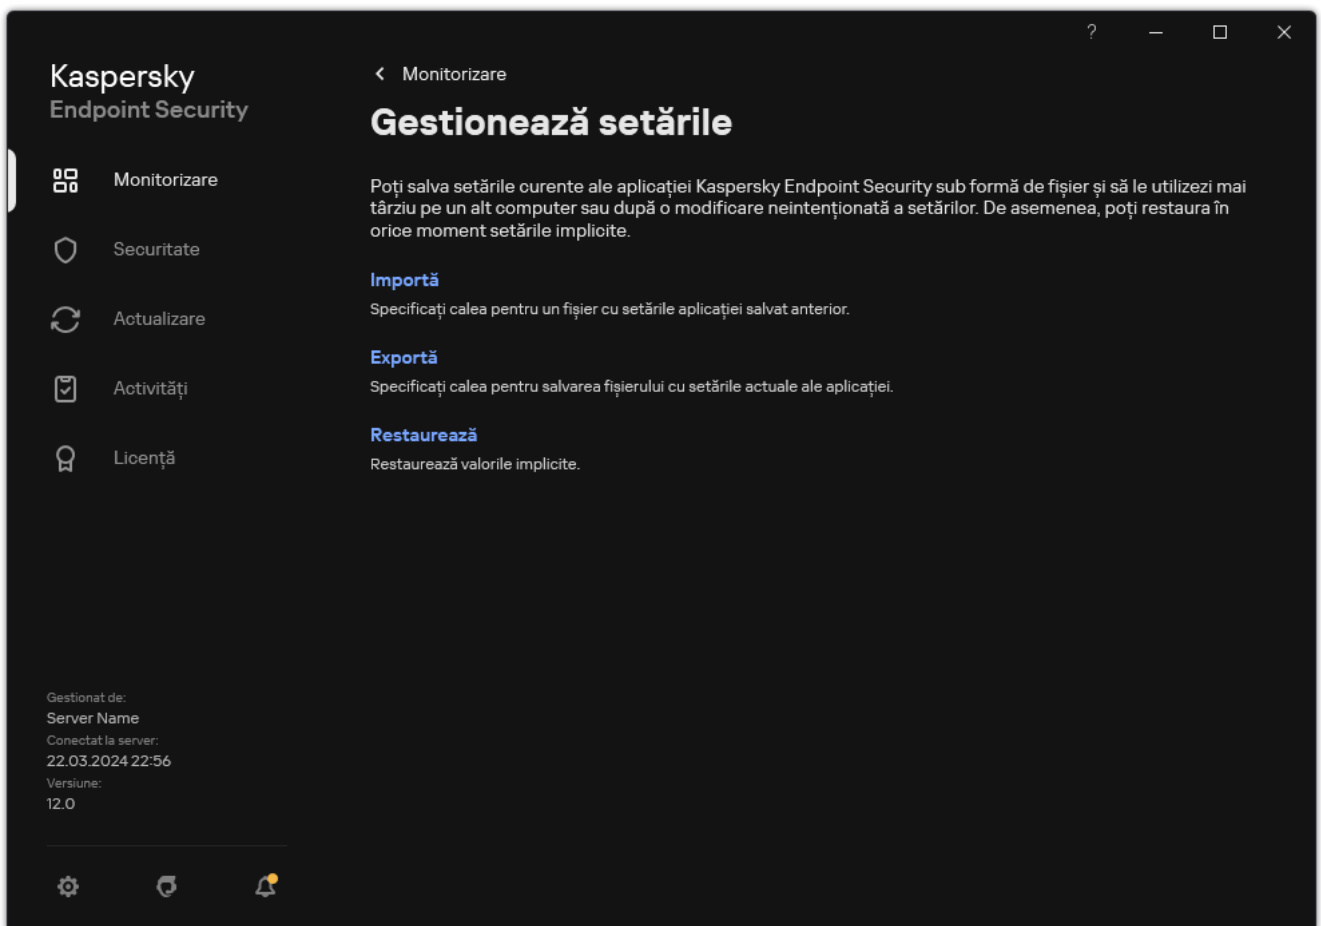 ?
Kaspersky
Endpoint Security
Monitorizare
Securitate
Actualizare
Activități
Licență
Gestionat de:
Server Name
Conectat la server:
22.03.2024 22:56
Versiune:
12.0
Monitorizare
Gestionează setările
Poți salva setările curente ale aplicației Kaspersky Endpoint Security sub formă de fișier și să le utilizezi mai
târziu pe un alt computer sau după o modificare neintenționată a setărilor. De asemenea, poți restaura în
orice moment setările implicite.
Importă
Specificați calea pentru un fișier cu setările aplicației salvat anterior.
Exportă
Specificați calea pentru salvarea fișierului cu setările actuale ale aplicației.
Restaurează
Restaurează valorile implicite.